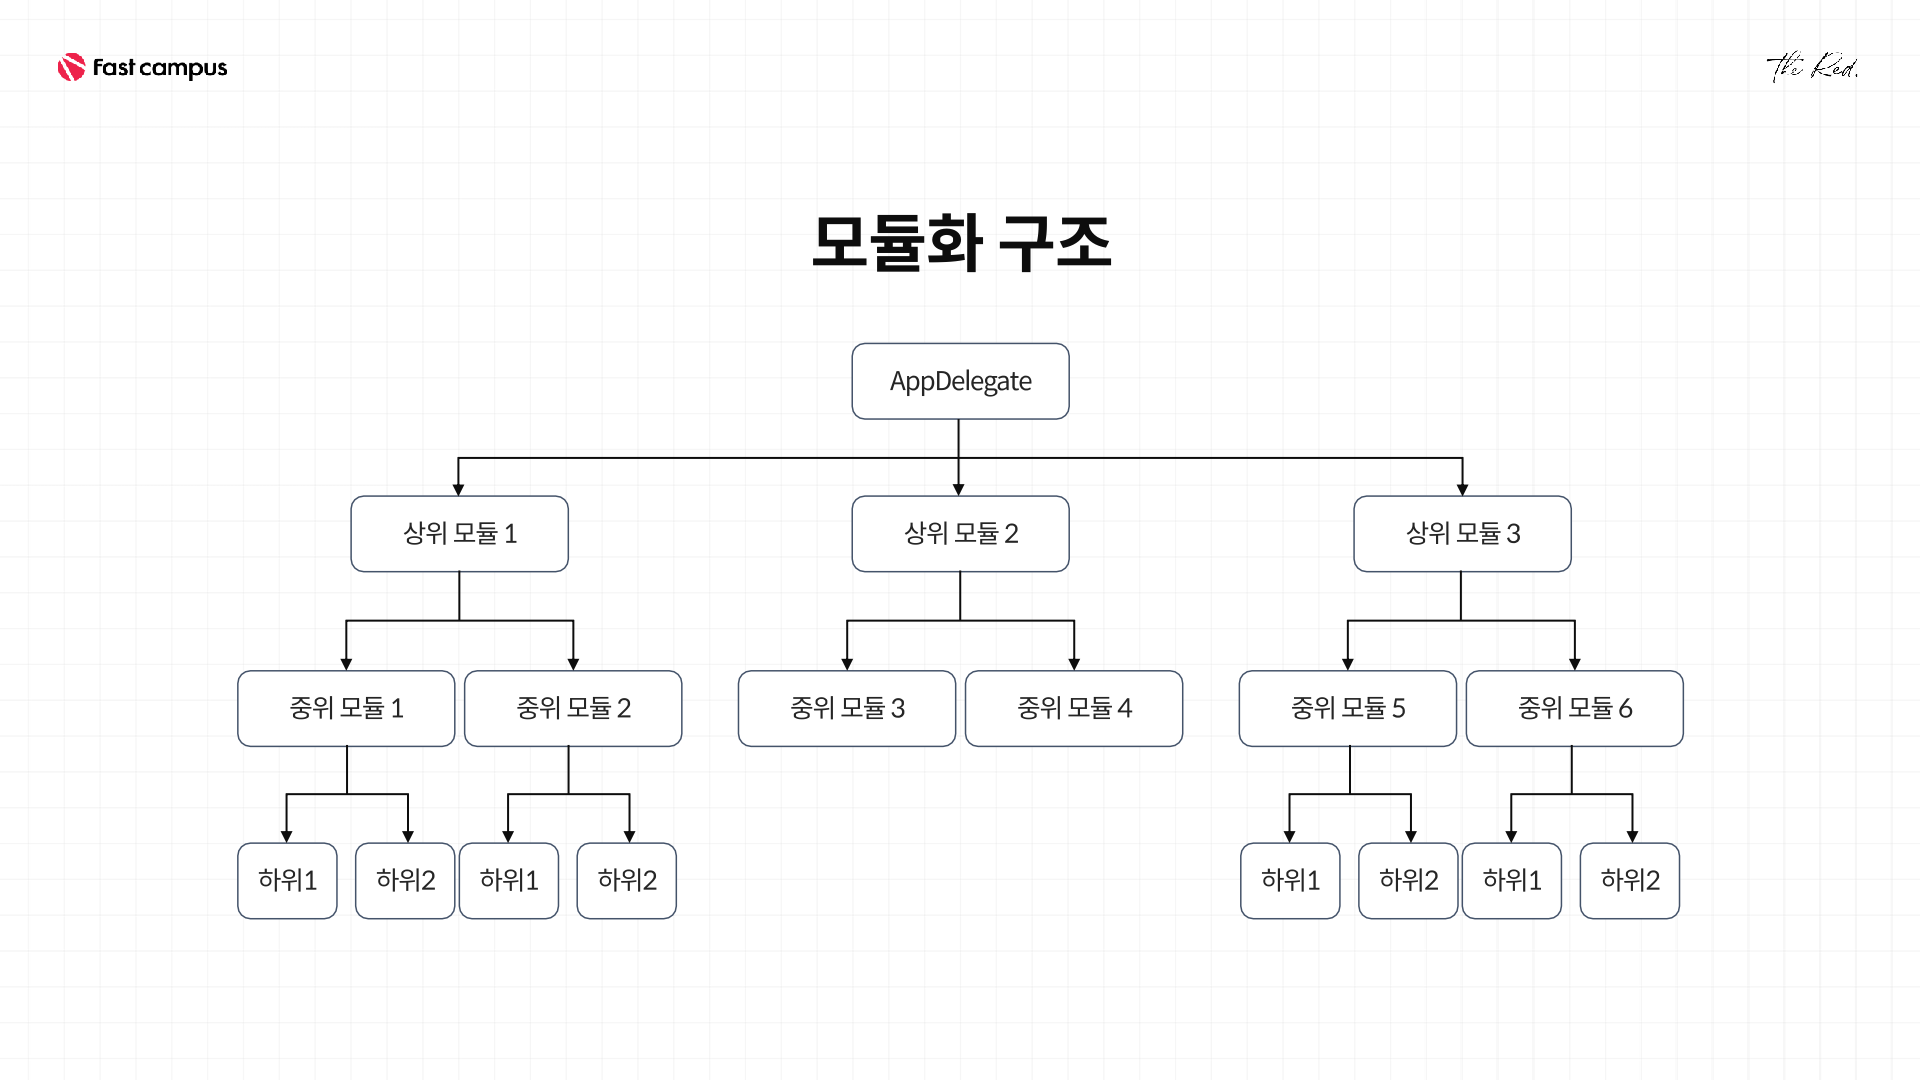 Fast campus
The Red.
모듈화 구조
AppDelegate
상위 모듈 1
상위 모듈 2
상위 모듈 3
중위 모듈 1
중위 모듈 2
중위 모듈 3
중위 모듈 4
중위 모듈 5
중위 모듈 6
하위1
하위2
하위1
하위2
하위1
하위2
하위1
하위2